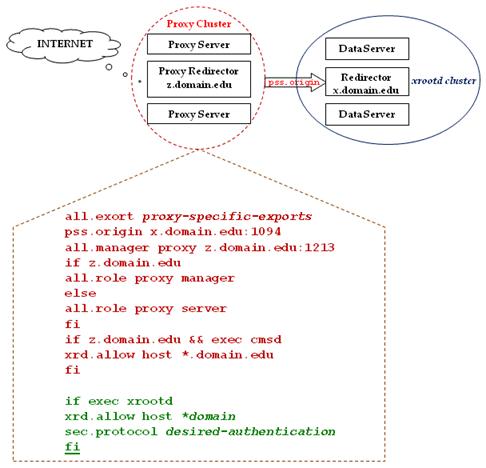 Proxy Cluster
INTERNET
Proxy Server
Proxy Redirector
z.domain.edu
Proxy Server
pss.origin
DataServer
Redirector
x.domain.edu
DataServer
xrootd cluster
all.exort proxy-specific-exports
pss.origin x.domain.edu:1094
all.manager proxy z.domain.edu:1213
if z.domain.edu
all.role proxy manager
else
all.role proxy server
fi
if z.domain.edu && exec cmsd
xrd.allow host *.domain.edu
fi
if exec xrootd
xrd.allow host *domain
sec.protocol desired-authentication
fi